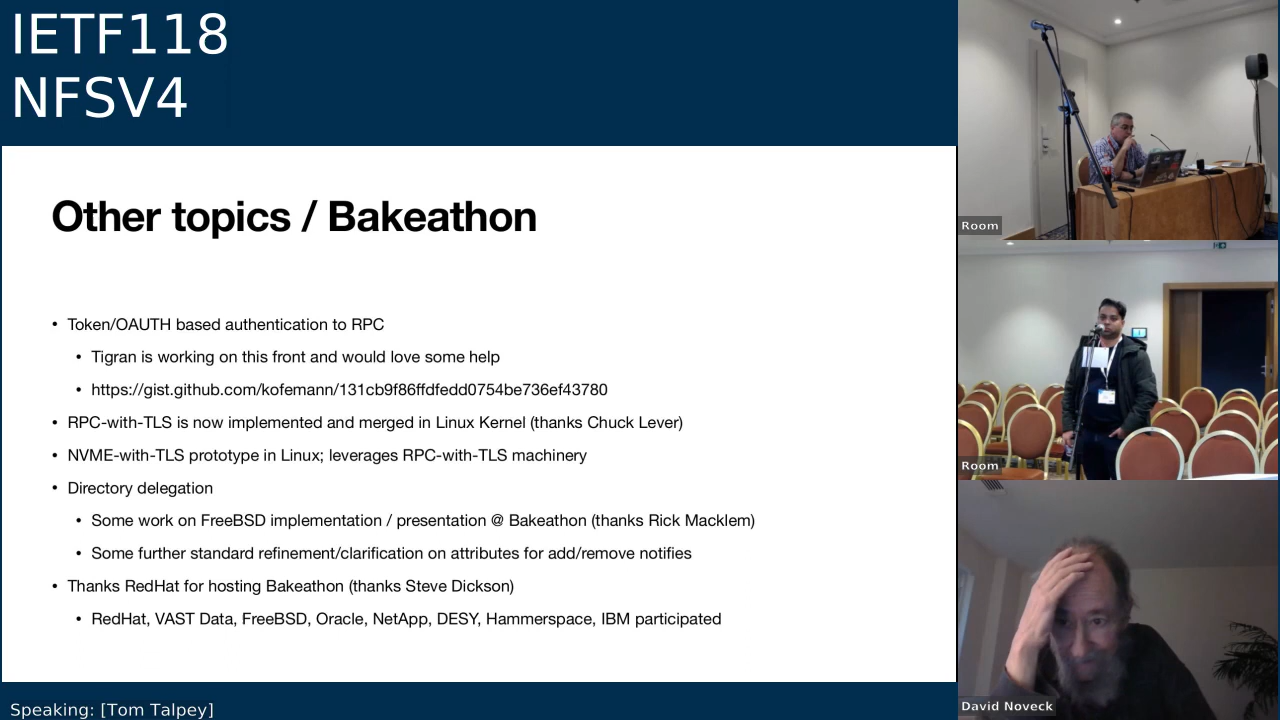 IETF118
NFSV4
Other topics / Bakeathon
• Token/OAUTH based authentication to RPC
• Tigran is working on this front and would love some help
• https://gist.github.com/kofemann/131cb9f86ffdfedd0754be736ef43780
• RPC-with-TLS is now implemented and merged in Linux Kernel (thanks Chuck Lever)
• NVME-with-TLS prototype in Linux; leverages RPC-with-TLS machinery
• Directory delegation
• Some work on FreeBSD implementation / presentation @ Bakeathon (thanks Rick Macklem)
• Some further standard refinement/clarification on attributes for add/remove notifies
• Thanks RedHat for hosting Bakeathon (thanks Steve Dickson)
• RedHat, VAST Data, FreeBSD, Oracle, NetApp, DESY, Hammerspace, IBM participated
Speaking: [Tom Talpey]
Room
Room
David Noveck